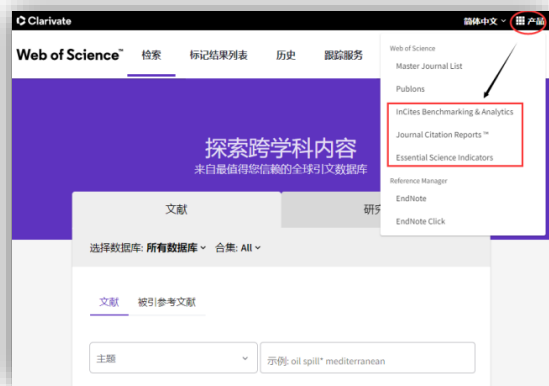 Clarivate
简体中文
产品
Web of Science™
检索
标记结果列表
历史
跟踪服务
Web of Science
Master Journal List
Publons
InCites Benchmarking & Analytics
Journal Citation Reports ™
Essential Science Indicators
Reference Manager
EndNote
EndNote Click
探索跨学科内容
来自最值得您信赖的全球引文数据库
文献
选择数据库: 所有数据库 合集: All
文献 被引参考文献
主题
示例: oil spill* mediterranean